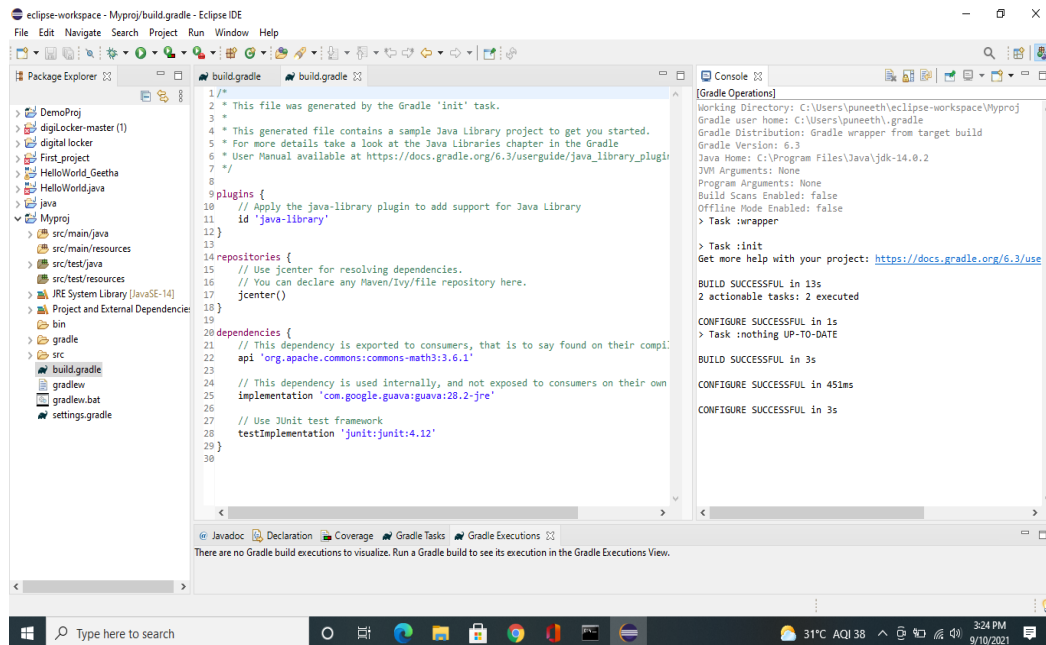 eclipse-workspace - Myproj/build.gradle - Eclipse IDE
File Edit Navigate Search Project Run Window Help
Package Explorer
DemoProj
digiLocker-master (1)
digital locker
First_project
HelloWorld_Geetha
HelloWorld.java
java
Myproj
src/main/java
src/main/resources
src/test/java
src/test/resources
JRE System Library [JavaSE-14]
Project and External Dependencies
bin
gradle
src
build.gradle
gradlew
gradlew.bat
settings.gradle
build.gradle build.gradle
1 /*
2 * This file was generated by the Gradle 'init' task.
3 *
4 * This generated file contains a sample Java Library project to get you started.
5 * For more details take a look at the Java Libraries chapter in the Gradle
6 * User Manual available at https://docs.gradle.org/6.3/userguide/java_library_plugin
7 */
8
9 plugins {
10 // Apply the java-library plugin to add support for Java Library
11 id 'java-library'
12 }
13
14 repositories {
15 // Use jcenter for resolving dependencies.
16 // You can declare any Maven/Ivy/file repository here.
17 jcenter()
18 }
19
20 dependencies {
21 // This dependency is exported to consumers, that is to say found on their compi
22 api 'org.apache.commons:commons-math3:3.6.1'
23
24 // This dependency is used internally, and not exposed to consumers on their own
25 implementation 'com.google.guava:guava:28.2-jre'
26
27 // Use JUnit test framework
28 testImplementation 'junit:junit:4.12'
29 }
30
Console
[Gradle Operations]
Working Directory: C:\Users\puneeth\eclipse-workspace\Myproj
Gradle user home: C:\Users\puneeth\.gradle
Gradle Distribution: Gradle wrapper from target build
Gradle Version: 6.3
Java Home: C:\Program Files\Java\jdk-14.0.2
JVM Arguments: None
Program Arguments: None
Build Scans Enabled: false
Offline Mode Enabled: false
> Task :wrapper
> Task :init
Get more help with your project: https://docs.gradle.org/6.3/use
BUILD SUCCESSFUL in 13s
2 actionable tasks: 2 executed
CONFIGURE SUCCESSFUL in 1s
> Task :nothing UP-TO-DATE
BUILD SUCCESSFUL in 3s
CONFIGURE SUCCESSFUL in 451ms
CONFIGURE SUCCESSFUL in 3s
@ Javadoc Declaration Coverage Gradle Tasks Gradle Executions
There are no Gradle build executions to visualize. Run a Gradle build to see its execution in the Gradle Executions View.
Type here to search
31°C AQI 38
3:24 PM
9/10/2021